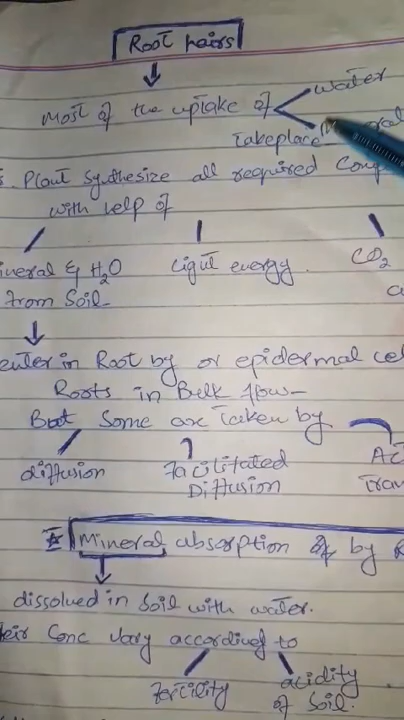 Root hairs
Most of the uptake of
water
takeplace
Plant Synthesize all required
with help of
& H2O
light energy.
CO2
from Soil-
enter in Root by or epidermal
Roots in Bulk flow-
But Some are taken by
diffusion
Facilitated
Diffusion
Mineral absorption by
dissolved in Soil with water.
Conc vary according to
Fertility
acidity
of Soil.